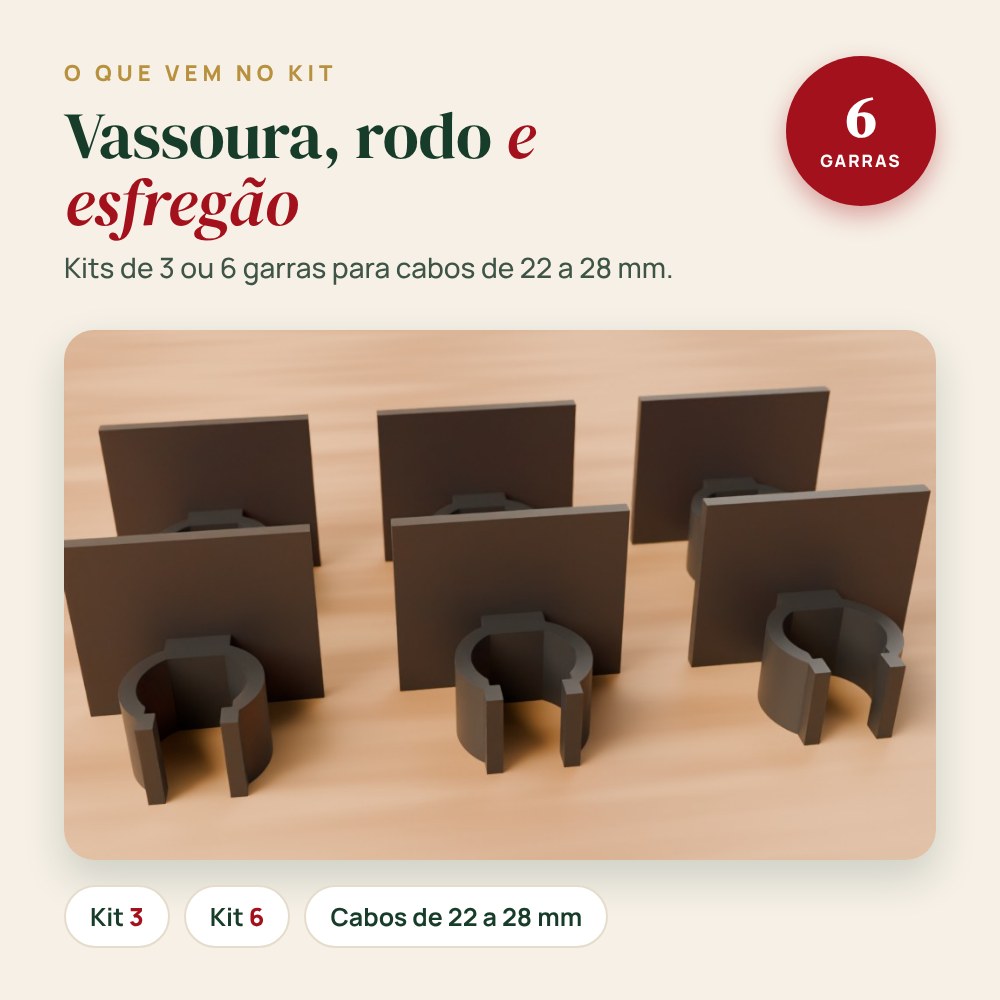 O QUE VEM NO KIT
Vassoura, rodo e
esfregão
Kits de 3 ou 6 garras para cabos de 22 a 28 mm.
6
GARRAS
Kit 3
Kit 6
Cabos de 22 a 28 mm